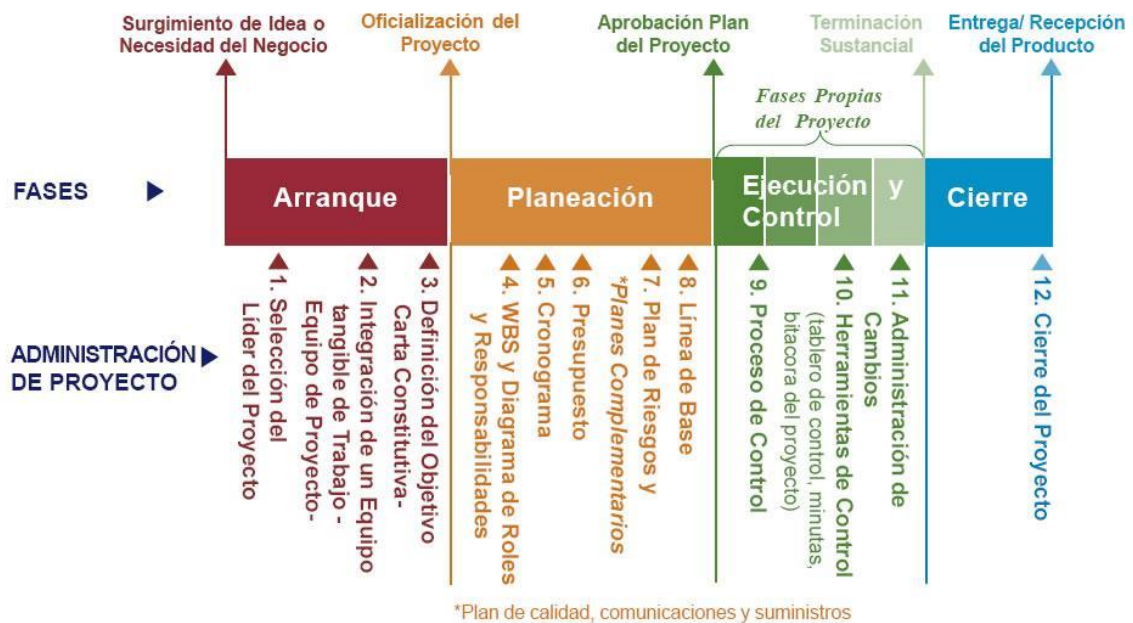 Surgimiento de Idea o
Necesidad del Negocio
Oficialización del
Proyecto
Aprobación Plan
del Proyecto
Terminación
Sustancial
Entrega/ Recepción
del Producto
Fases Propias
del Proyecto
FASES
Arranque
Planeación
Ejecución y
Control
Cierre
ADMINISTRACIÓN
DE PROYECTO
1. Selección del
Líder del Proyecto
2. Integración de un Equipo
tangible de Trabajo -
Equipo de Proyecto-
3. Definición del Objetivo
Carta Constitutiva-
4. WBS y Diagrama de Roles
y Responsabilidades
5. Cronograma
6. Presupuesto
7. Plan de Riesgos y
*Planes Complementarios
8. Línea de Base
9. Proceso de Control
10. Herramientas de Control
(tablero de control, minutas,
bitacora del proyecto)
11. Administración de
Cambios
12. Cierre del Proyecto
*Plan de calidad, comunicaciones y suministros